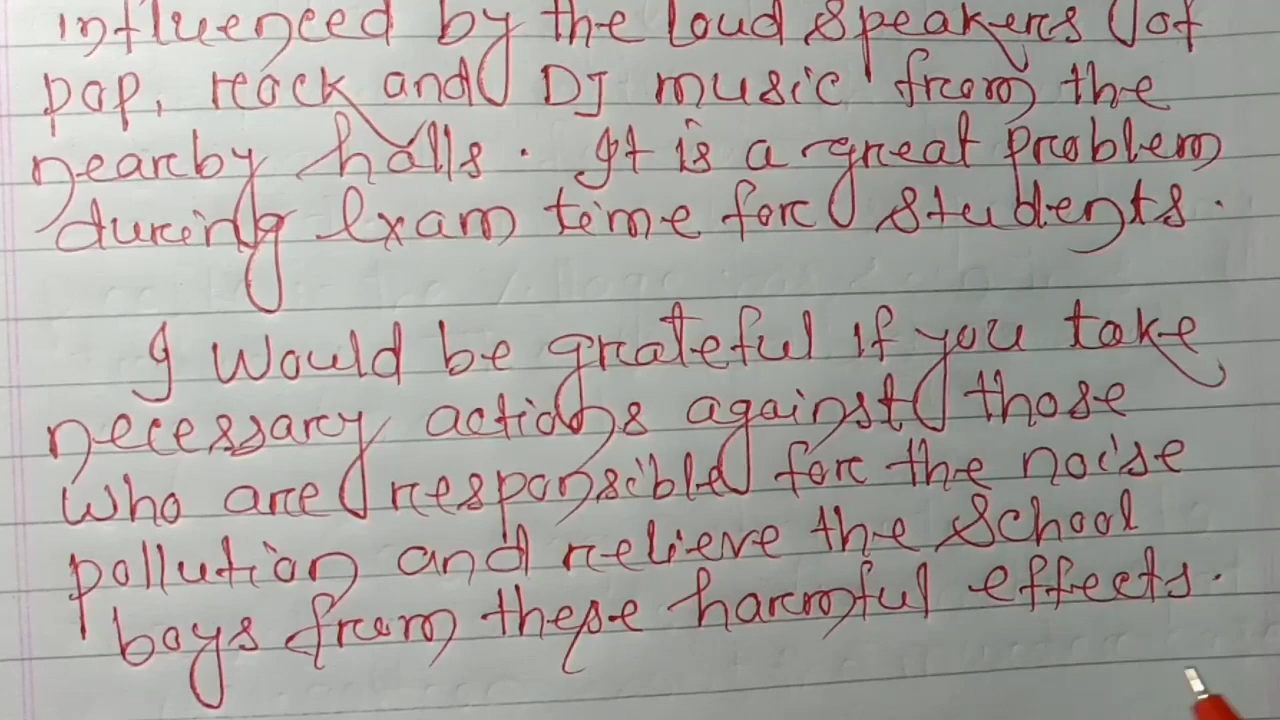 influenced by the loud speakers of
pop, rock and DJ music from the
nearby halls. It is a great problem
during exam time for students.
I would be grateful if you take
necessary actions against those
who are responsible for the noise
pollution and relieve the school
boys from these harmful effects.